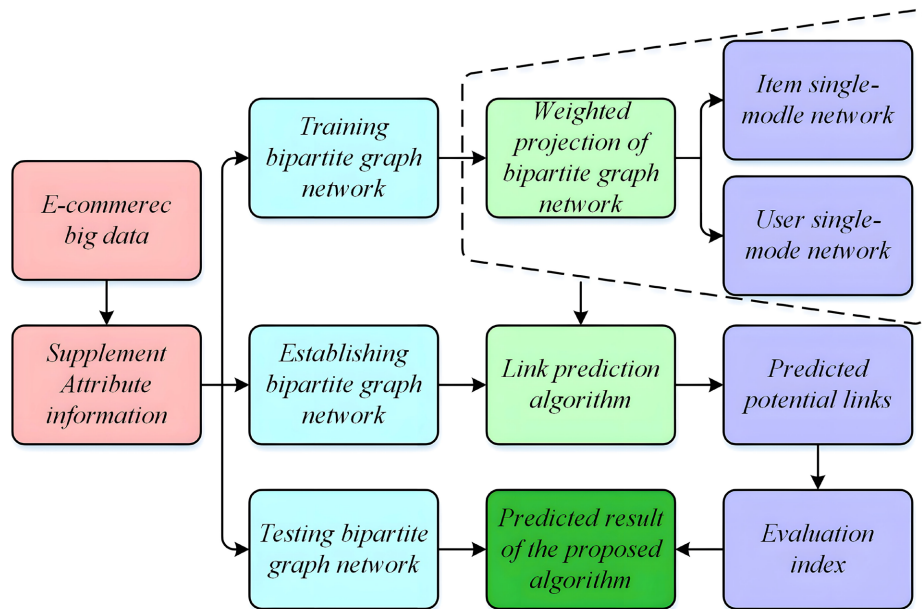 E-commerec
big data
Supplement
Attribute
information
Training
bipartite graph
network
Weighted
projection of
bipartite graph
network
Item single-
modle network
User single-
mode network
Establishing
bipartite graph
network
Link prediction
algorithm
Predicted
potential links
Testing bipartite
graph network
Predicted result
of the proposed
algorithm
Evaluation
index